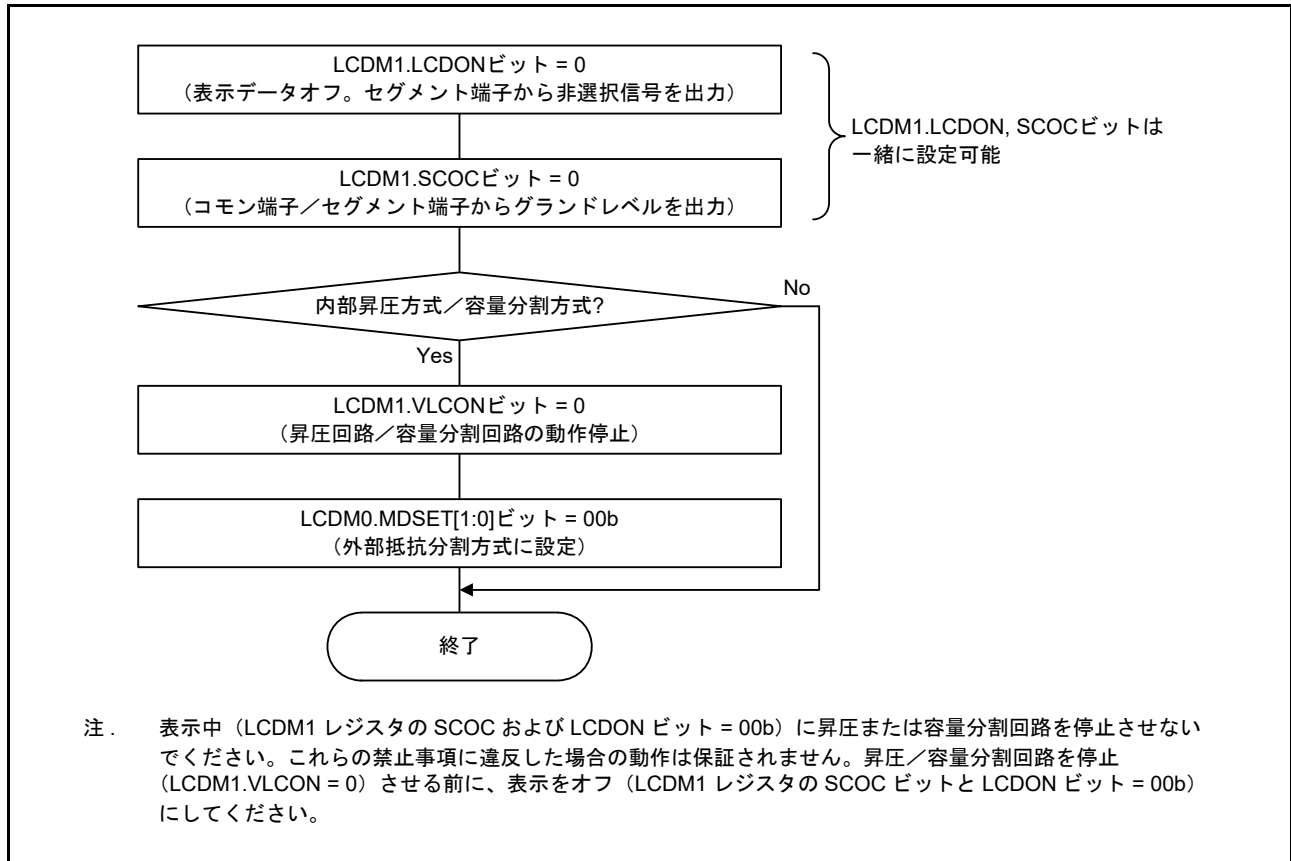 LCDM1.LCDONビット = 0
（表示データオフ。セグメント端子から非選択信号を出力）
LCDM1.LCDON, SCOCビットは
一緒に設定可能
LCDM1.SCOCビット = 0
（コモン端子／セグメント端子からグランドレベルを出力）
内部昇圧方式／容量分割方式?
No
Yes
LCDM1.VLCONビット = 0
（昇圧回路／容量分割回路の動作停止）
LCDM0.MDSET[1:0]ビット = 00b
（外部抵抗分割方式に設定）
終了
注 . 表示中（LCDM1 レジスタの SCOC および LCDON ビット = 00b）に昇圧または容量分割回路を停止させない
でください。これらの禁止事項に違反した場合の動作は保証されません。昇圧／容量分割回路を停止
（LCDM1.VLCON = 0）させる前に、表示をオフ（LCDM1 レジスタの SCOC ビットと LCDON ビット = 00b）
にしてください。